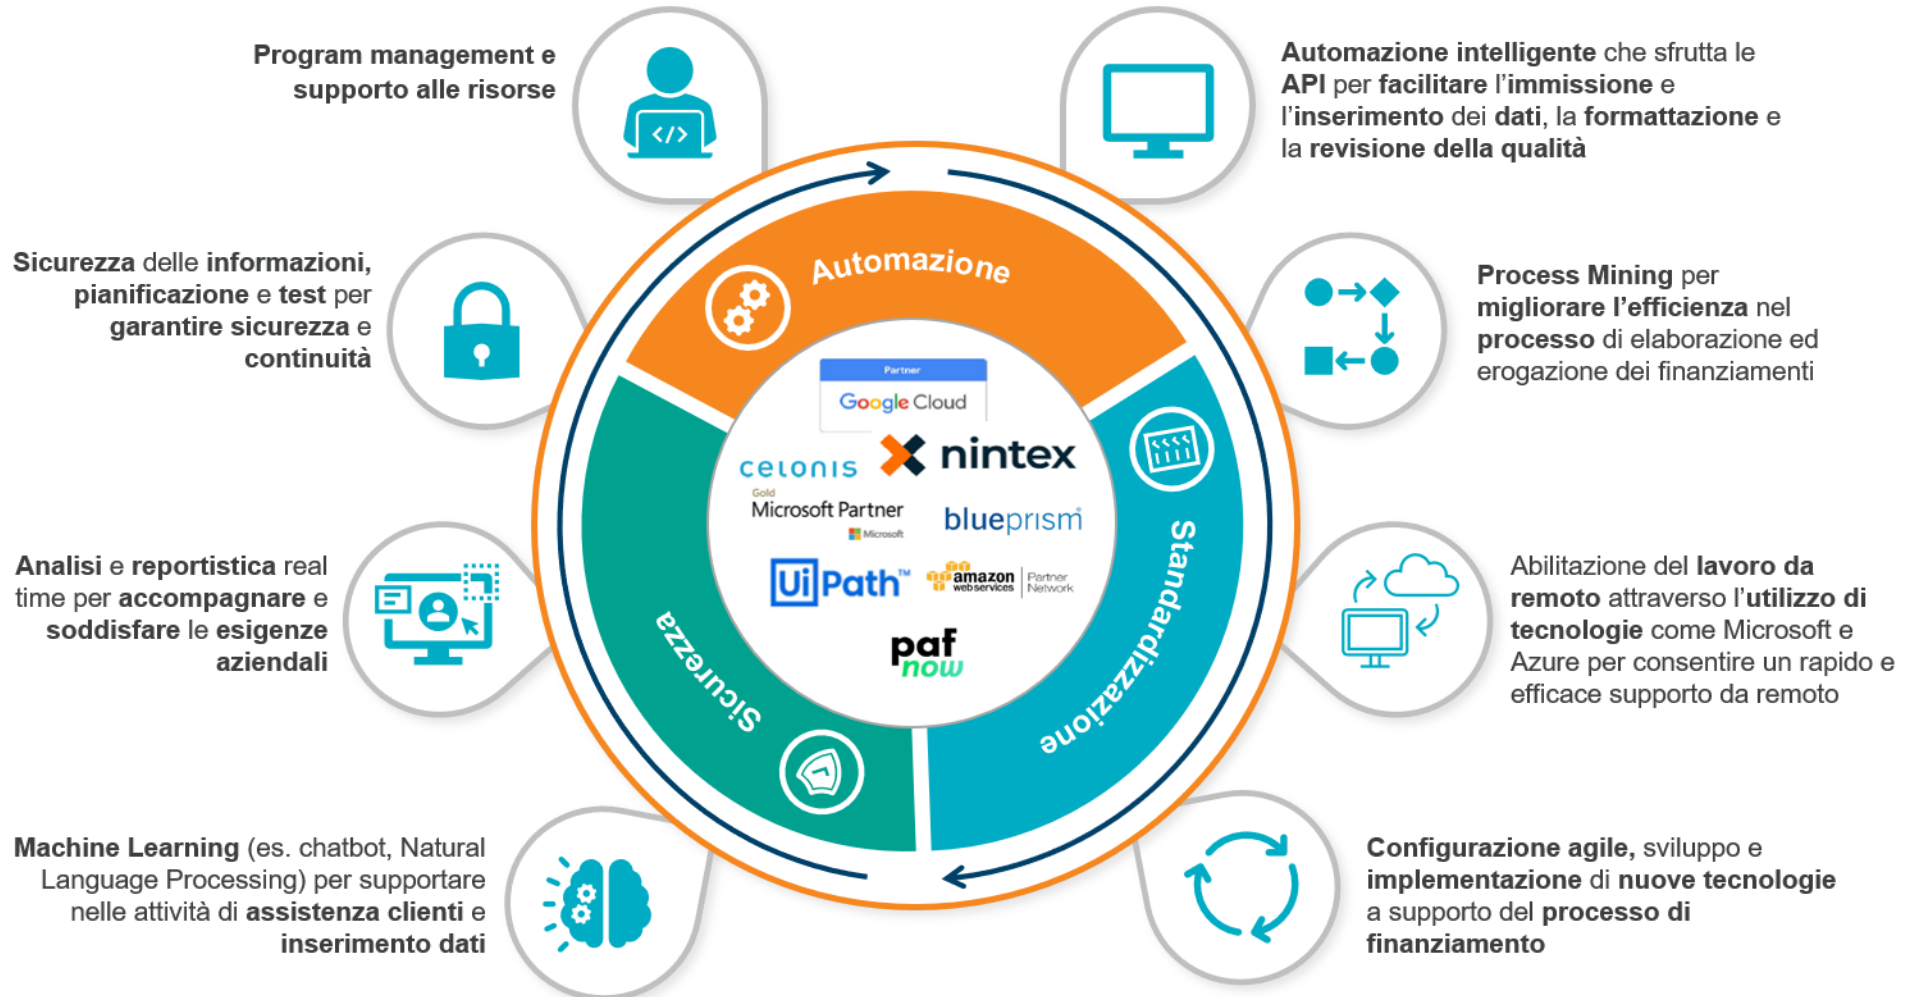 Program management e
supporto alle risorse
</>
Automazione intelligente che sfrutta le
API per facilitare l'immissione e
l'inserimento dei dati, la formattazione e
la revisione della qualità
Sicurezza delle informazioni,
pianificazione e test per
garantire sicurezza e
continuità
Process Mining per
migliorare l'efficienza nel
processo di elaborazione ed
erogazione dei finanziamenti
Automazione
Standardizzazione
Sicurezza
Partner
Google Cloud
celonis
nintex
Gold
Microsoft Partner
Microsoft
blueprism
UiPath™
amazon
webservices
Partner
Network
paf
now
Analisi e reportistica real
time per accompagnare e
soddisfare le esigenze
aziendali
Abilitazione del lavoro da
remoto attraverso l'utilizzo di
tecnologie come Microsoft e
Azure per consentire un rapido e
efficace supporto da remoto
Machine Learning (es. chatbot, Natural
Language Processing) per supportare
nelle attività di assistenza clienti e
inserimento dati
Configurazione agile, sviluppo e
implementazione di nuove tecnologie
a supporto del processo di
finanziamento